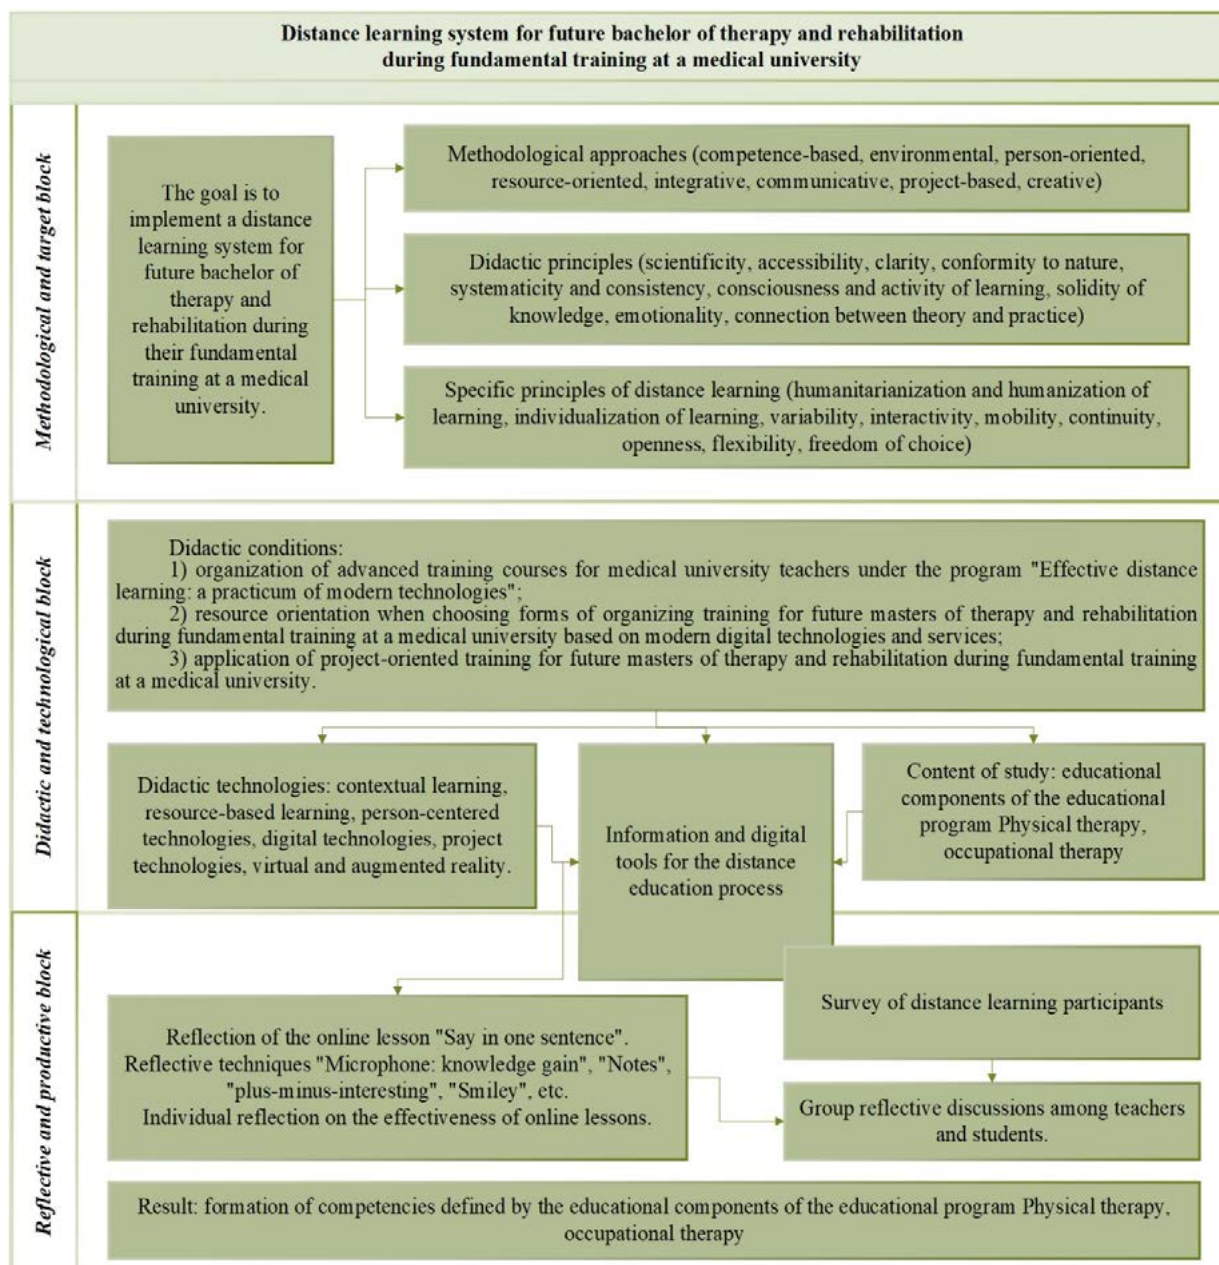 Distance learning system for future bachelor of therapy and rehabilitation
during fundamental training at a medical university
Methodological and target block
The goal is to
implement a distance
learning system for
future bachelor of
therapy and
rehabilitation during
their fundamental
training at a medical
university.
Methodological approaches (competence-based, environmental, person-oriented,
resource-oriented, integrative, communicative, project-based, creative)
Didactic principles (scientificity, accessibility, clarity, conformity to nature,
systematicity and consistency, consciousness and activity of learning, solidity of
knowledge, emotionality, connection between theory and practice)
Specific principles of distance learning (humanitarianization and humanization of
learning, individualization of learning, variability, interactivity, mobility, continuity,
openness, flexibility, freedom of choice)
Didactic and technological block
Didactic conditions:
1) organization of advanced training courses for medical university teachers under the program "Effective distance
learning: a practicum of modern technologies";
2) resource orientation when choosing forms of organizing training for future masters of therapy and rehabilitation
during fundamental training at a medical university based on modern digital technologies and services;
3) application of project-oriented training for future masters of therapy and rehabilitation during fundamental training
at a medical university.
Didactic technologies: contextual learning,
resource-based learning, person-centered
technologies, digital technologies, project
technologies, virtual and augmented reality.
Information and digital
tools for the distance
education process
Content of study: educational
components of the educational
program Physical therapy,
occupational therapy
Reflective and productive block
Reflection of the online lesson "Say in one sentence".
Reflective techniques "Microphone: knowledge gain", "Notes",
"plus-minus-interesting", "Smiley", etc.
Individual reflection on the effectiveness of online lessons.
Survey of distance learning participants
Group reflective discussions among teachers
and students.
Result: formation of competencies defined by the educational components of the educational program Physical therapy,
occupational therapy